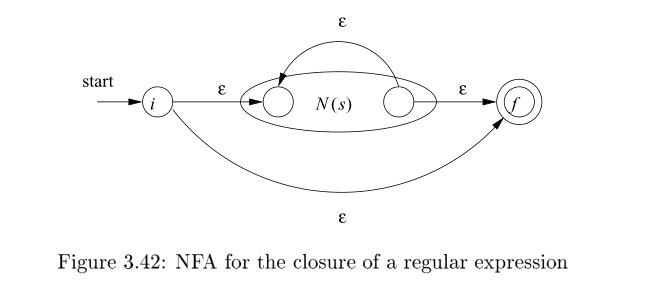 ε
start
i ε N(s) ε f
ε
Figure 3.42: NFA for the closure of a regular expression